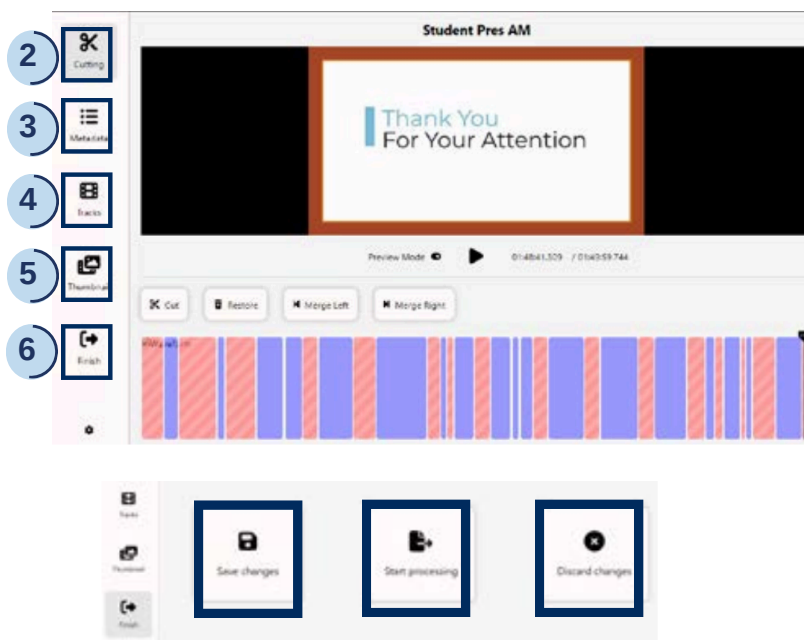 Student Pres AM
2
Cutting
3
Metadata
4
Tracks
5
Thumbnail
6
Finish
Thank You
For Your Attention
Preview Mode
01:48:41.309 / 01:43:59.744
Cut
Restore
Merge Left
Merge Right
Tracks
Thumbnail
Finish
Save changes
Start processing
Discard changes